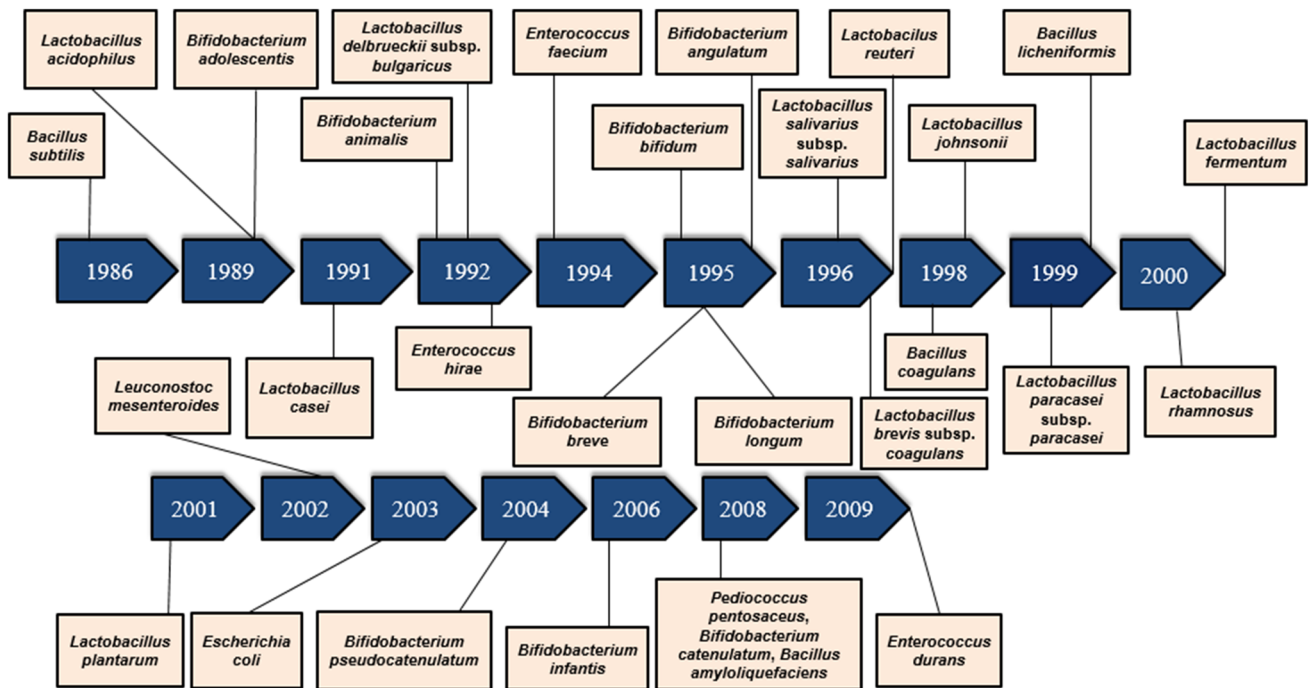 Lactobacillus
acidophilus
Bifidobacterium
adolescentis
Lactobacillus
delbrueckii subsp.
bulgaricus
Enterococcus
faecium
Bifidobacterium
angulatum
Lactobacilus
reuteri
Bacillus
licheniformis
Bacillus
subtilis
Bifidobacterium
animalis
Bifidobacterium
bifidum
Lactobacillus
salivarius
subsp.
salivarius
Lactobacillus
johnsonii
Lactobacillus
fermentum
1986
1989
1991
1992
1994
1995
1996
1998
1999
2000
Leuconostoc
mesenteroides
Lactobacillus
casei
Enterococcus
hirae
Bifidobacterium
breve
Bifidobacterium
longum
Lactobacillus
brevis subsp.
coagulans
Bacillus
coagulans
Lactobacillus
paracasei
subsp.
paracasei
Lactobacillus
rhamnosus
2001
2002
2003
2004
2006
2008
2009
Lactobacillus
plantarum
Escherichia
coli
Bifidobacterium
pseudocatenulatum
Bifidobacterium
infantis
Pediococcus
pentosaceus,
Bifidobacterium
catenulatum, Bacillus
amyloliquefaciens
Enterococcus
durans